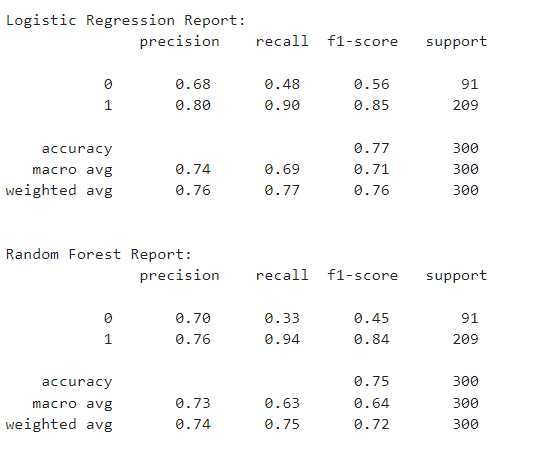 Logistic Regression Report:
precision recall f1-score support
0 0.68 0.48 0.56 91
1 0.80 0.90 0.85 209
accuracy 0.77 300
macro avg 0.74 0.69 0.71 300
weighted avg 0.76 0.77 0.76 300
Random Forest Report:
precision recall f1-score support
0 0.70 0.33 0.45 91
1 0.76 0.94 0.84 209
accuracy 0.75 300
macro avg 0.73 0.63 0.64 300
weighted avg 0.74 0.75 0.72 300